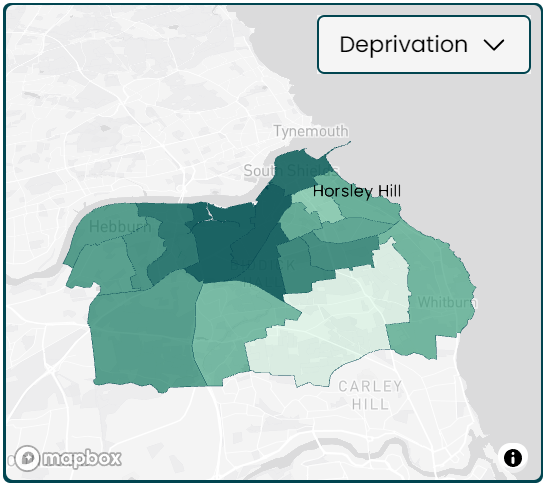 Deprivation
Tynemouth
South Shields
Horsley Hill
Hebburn
Whitburn
CARLEY
HILL
mapbox